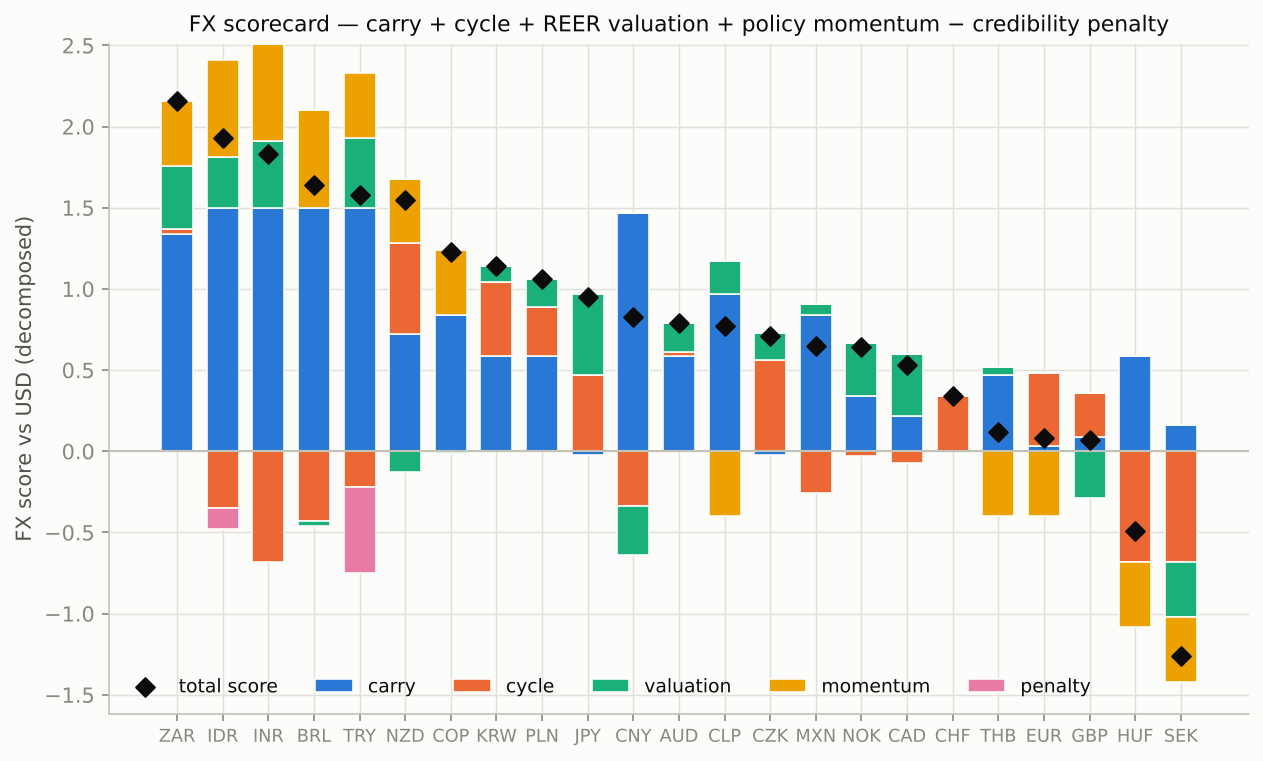 FX scorecard — carry + cycle + REER valuation + policy momentum − credibility penalty
FX score vs USD (decomposed)
2.5
2.0
1.5
1.0
0.5
0.0
−0.5
−1.0
−1.5
total score carry cycle valuation momentum penalty
ZAR IDR INR BRL TRY NZD COP KRW PLN JPY CNY AUD CLP CZK MXN NOK CAD CHF THB EUR GBP HUF SEK